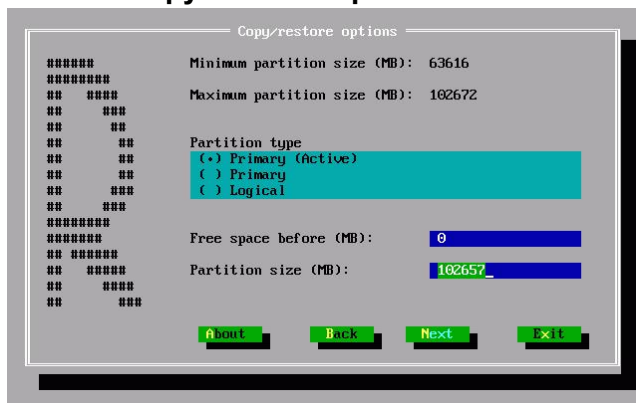 Copy/restore options
Minimum partition size (MB): 63616
Maximum partition size (MB): 102672
Partition type
(•) Primary (Active)
( ) Primary
( ) Logical
Free space before (MB): 0
Partition size (MB): 102657_
About Back Next Exit